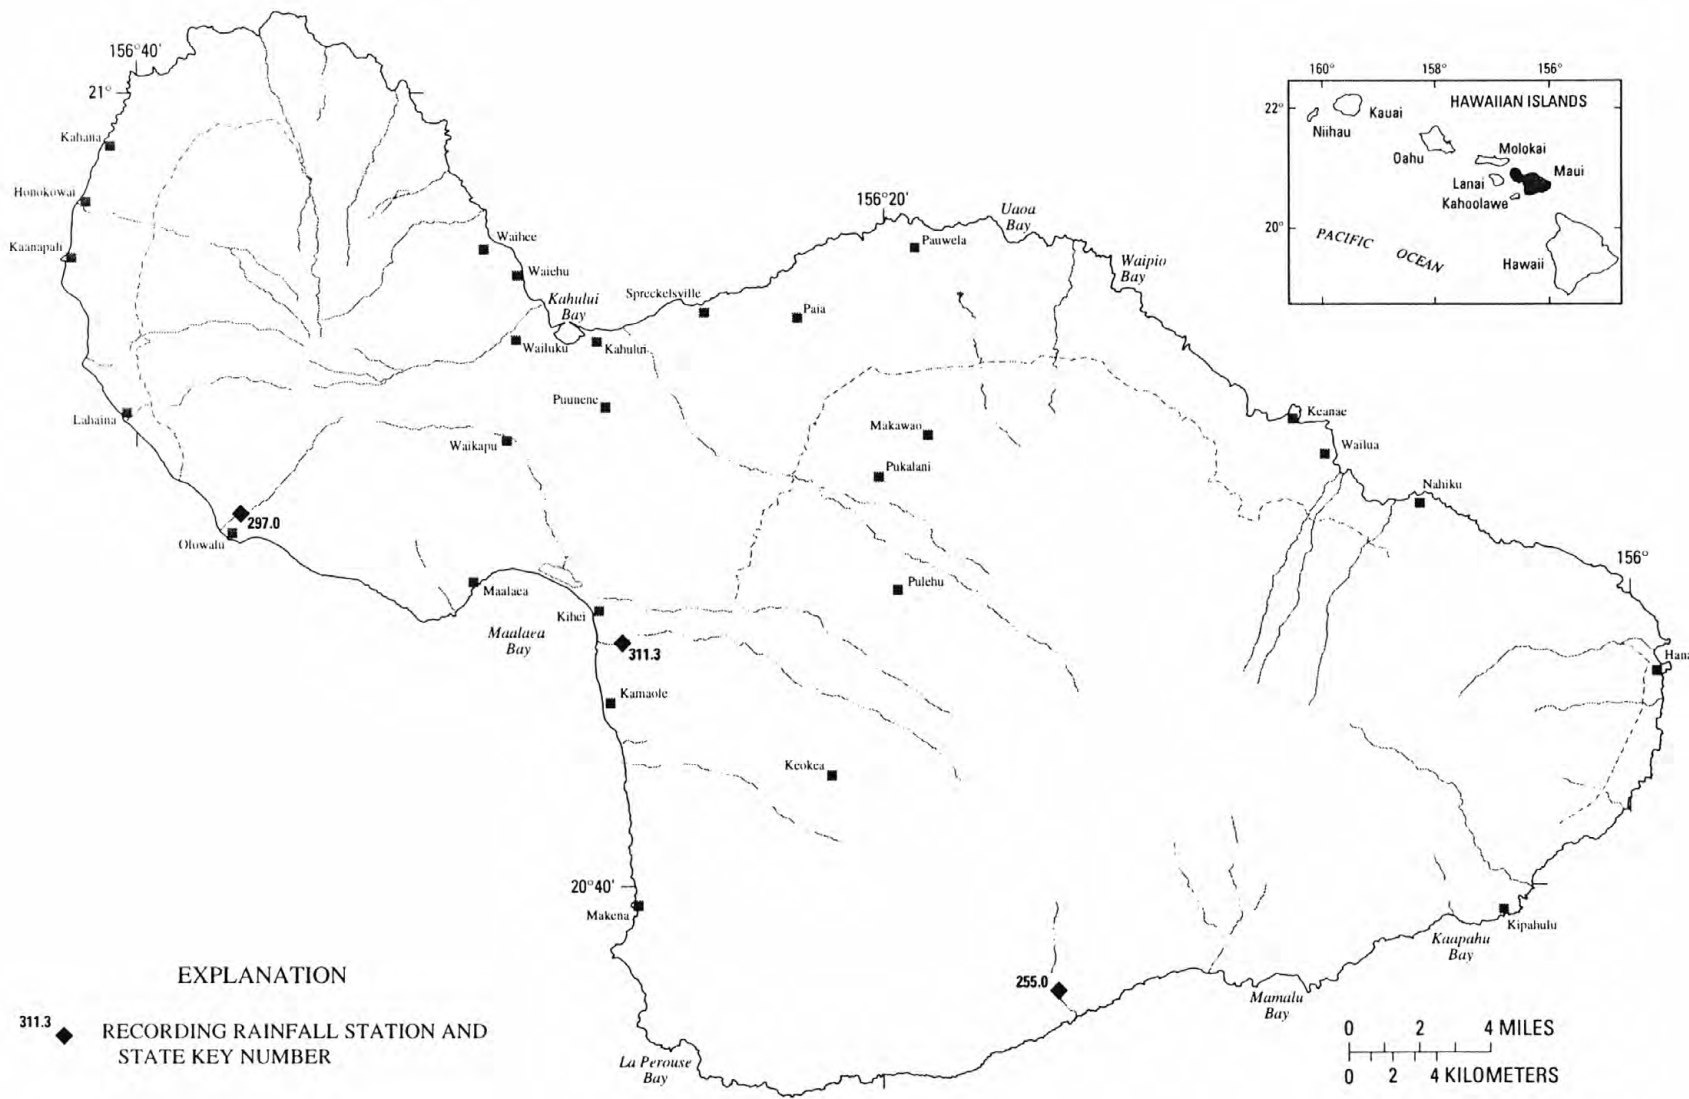 156°40'
21°
Kahana
Honokowai
Kaanapali
Lahaina
Olowalu
297.0
Waihee
Waiehu
Kahului
Bay
Wailuku
Kahului
Puunene
Waikapu
Maalaea
Maalaea
Bay
Kihei
311.3
Kamaole
Spreckelsville
Paia
156°20'
Pauwela
Uaoa
Bay
Waipio
Bay
Makawao
Pukalani
Pulehu
Keokea
Keanae
Wailua
Nahiku
156°
Hana
20°40'
Makena
La Perouse
Bay
255.0
Mamalu
Bay
Kaapahu
Bay
Kipahulu
160° 158° 156°
22°
20°
HAWAIIAN ISLANDS
Niihau
Kauai
Oahu
Molokai
Lanai
Maui
Kahoolawe
PACIFIC OCEAN
Hawaii
EXPLANATION
311.3 RECORDING RAINFALL STATION AND
STATE KEY NUMBER
0 2 4 MILES
0 2 4 KILOMETERS